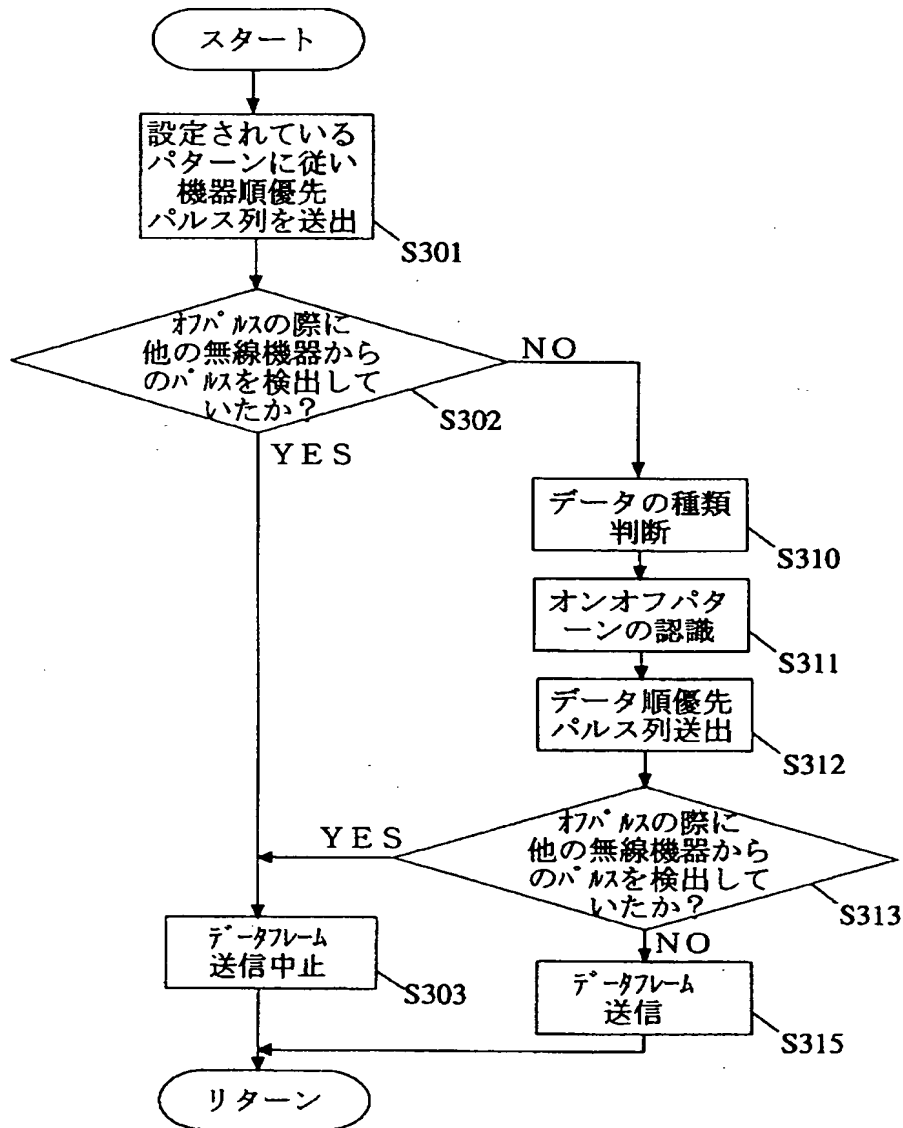 スタート
設定されている
パターンに従い
機器順優先
パルス列を送出
S301
ｵﾌﾊﾟﾙｽの際に
他の無線機器から
のﾊﾟﾙｽを検出して
いたか？
NO
S302
YES
データの種類
判断
S310
オンオフパタ
ーンの認識
S311
データ順優先
パルス列送出
S312
YES
ｵﾌﾊﾟﾙｽの際に
他の無線機器から
のﾊﾟﾙｽを検出して
いたか？
S313
NO
ﾃﾞｰﾀﾌﾚｰﾑ
送信中止
S303
ﾃﾞｰﾀﾌﾚｰﾑ
送信
S315
リターン